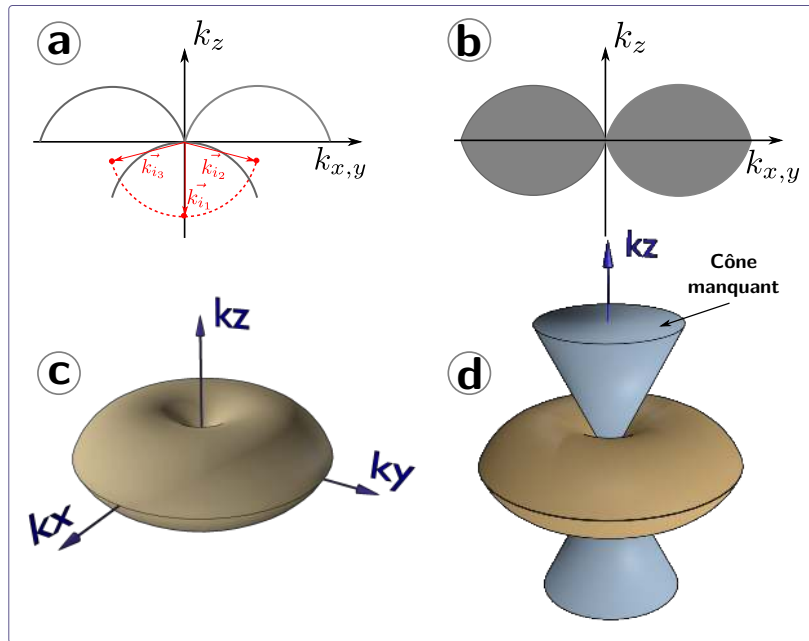 a
k_z
k_{x,y}
k_{i_3}
k_{i_2}
k_{i_1}
b
k_z
k_{x,y}
c
kz
ky
kx
d
kz
Cône
manquant